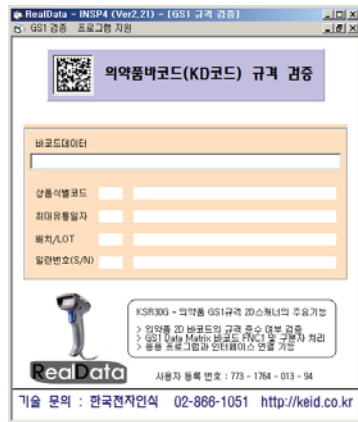 RealData - INSP4 (Ver2,21) - [GS1 규격 검증]
GS1 검증 프로그램 지원
의약품바코드(KD코드) 규격 검증
바코드데이터
상품식별코드
최대유통일자
배치/LOT
일련번호(S/N)
KSR30G - 의약품 GS1규격 2D스캐너의 주요기능
> 의약품 2D 바코드의 규격 준수 여부 검증
> GS1 Data Matrix 바코드 FNC1 및 구분자 처리
> 응용 프로그램과 인터페이스 연결 기능
RealData
사용자 등록 번호 : 773 - 1764 - 013 - 94
기술 문의 : 한국전자인식 02-866-1051 http://keid.co.kr